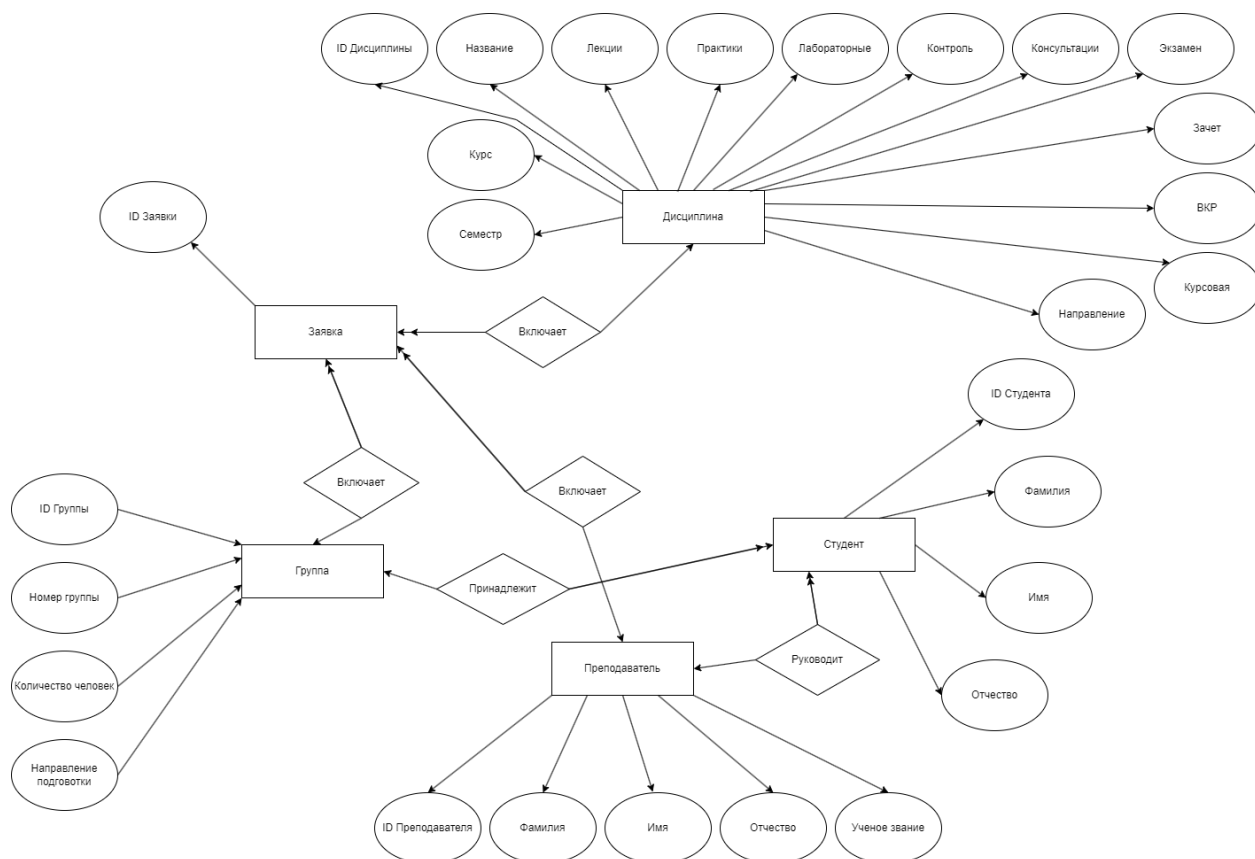 ID Дисциплины
Название
Лекции
Практики
Лабораторные
Контроль
Консультации
Экзамен
Зачет
Курс
ВКР
Дисциплина
ID Заявки
Семестр
Курсовая
Направление
Заявка
Включает
ID Студента
Включает
Включает
Фамилия
ID Группы
Студент
Группа
Принадлежит
Номер группы
Имя
Преподаватель
Руководит
Количество человек
Отчество
Направление
подговотки
ID Преподавателя
Фамилия
Имя
Отчество
Ученое звание